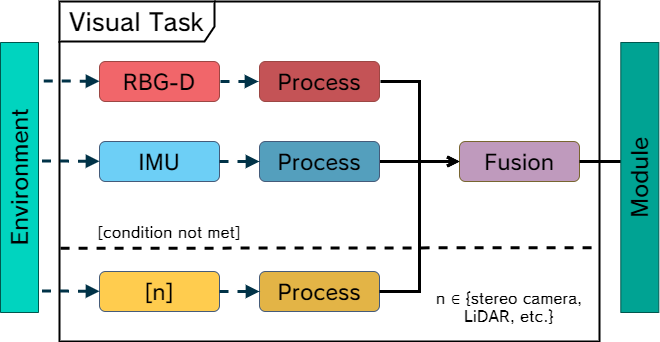 Visual Task
Environment
RBG-D
Process
IMU
Process
Fusion
Module
[condition not met]
[n]
Process
n ∈ {stereo camera,
LiDAR, etc.}